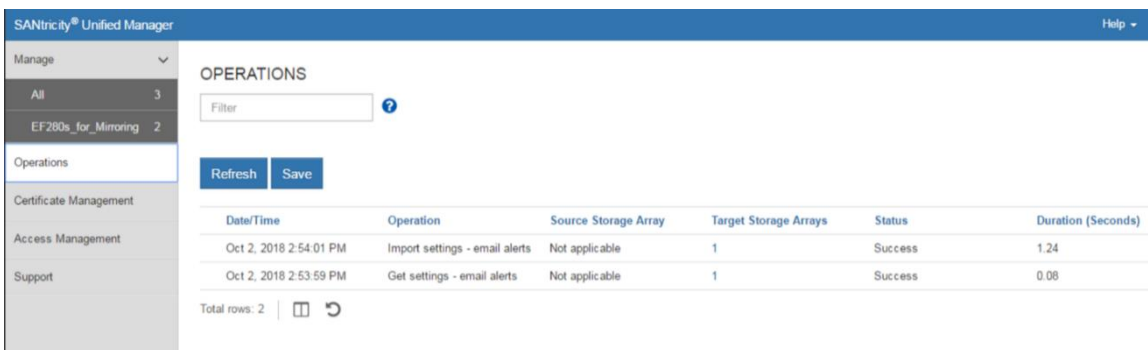 SANtricity® Unified Manager
Help
Manage
All 3
EF280s_for_Mirroring 2
Operations
Certificate Management
Access Management
Support
OPERATIONS
Filter
?
Refresh Save
Date/Time Operation Source Storage Array Target Storage Arrays Status Duration (Seconds)
Oct 2, 2018 2:54:01 PM Import settings - email alerts Not applicable 1 Success 1.24
Oct 2, 2018 2:53:59 PM Get settings - email alerts Not applicable 1 Success 0.08
Total rows: 2